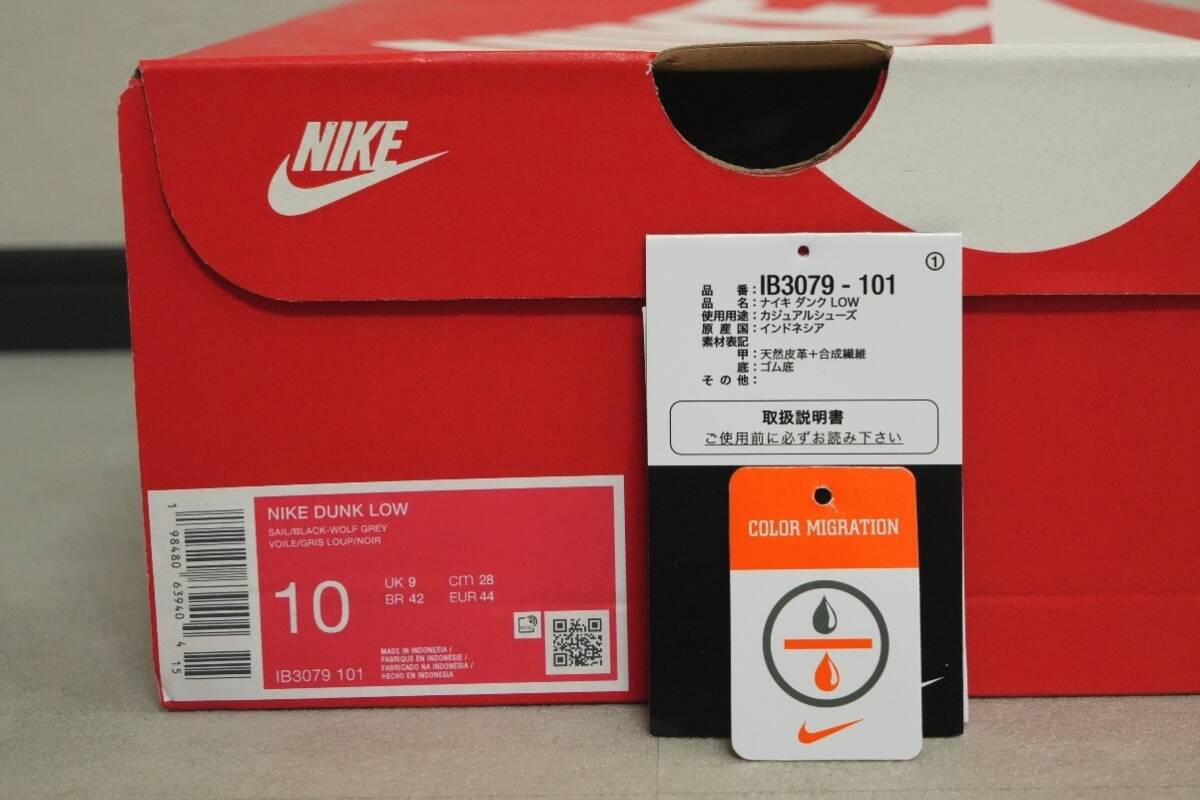 NIKE
①
品番：IB3079 - 101
品名：ナイキ ダンク LOW
使用用途：カジュアルシューズ
原産国：インドネシア
素材表記
甲：天然皮革＋合成繊維
底：ゴム底
その他：
取扱説明書
ご使用前に必ずお読み下さい
COLOR MIGRATION
NIKE DUNK LOW
SAIL/BLACK-WOLF GREY
VOILE/GRIS LOUP/NOIR
10
UK 9 cm 28
BR 42 EUR 44
MADE IN INDONESIA /
FABRIQUE EN INDONESIE /
FABRICADO NA INDONESIA /
HECHO EN INDONESIA
IB3079 101
1 98480 63940 4 15